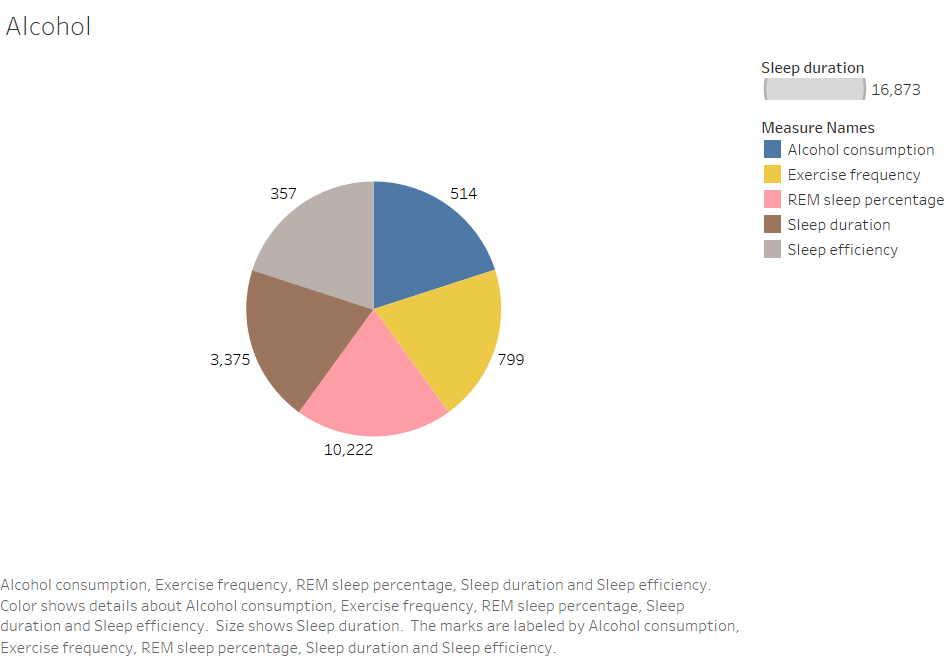 Alcohol
Sleep duration
16,873
Measure Names
Alcohol consumption
Exercise frequency
REM sleep percentage
Sleep duration
Sleep efficiency
357
514
3,375
799
10,222
Alcohol consumption, Exercise frequency, REM sleep percentage, Sleep duration and Sleep efficiency.
Color shows details about Alcohol consumption, Exercise frequency, REM sleep percentage, Sleep
duration and Sleep efficiency.  Size shows Sleep duration.  The marks are labeled by Alcohol consumption,
Exercise frequency, REM sleep percentage, Sleep duration and Sleep efficiency.